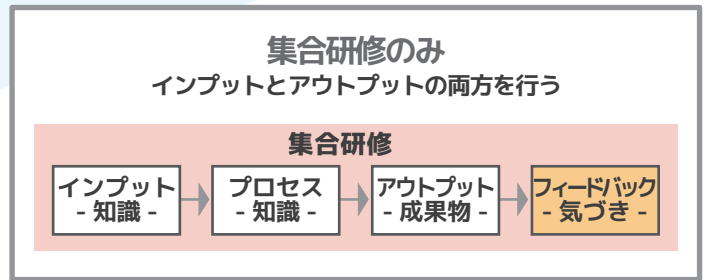 集合研修のみ
インプットとアウトプットの両方を行う
集合研修
インプット
- 知識 -
プロセス
- 知識 -
アウトプット
- 成果物 -
フィードバック
- 気づき -